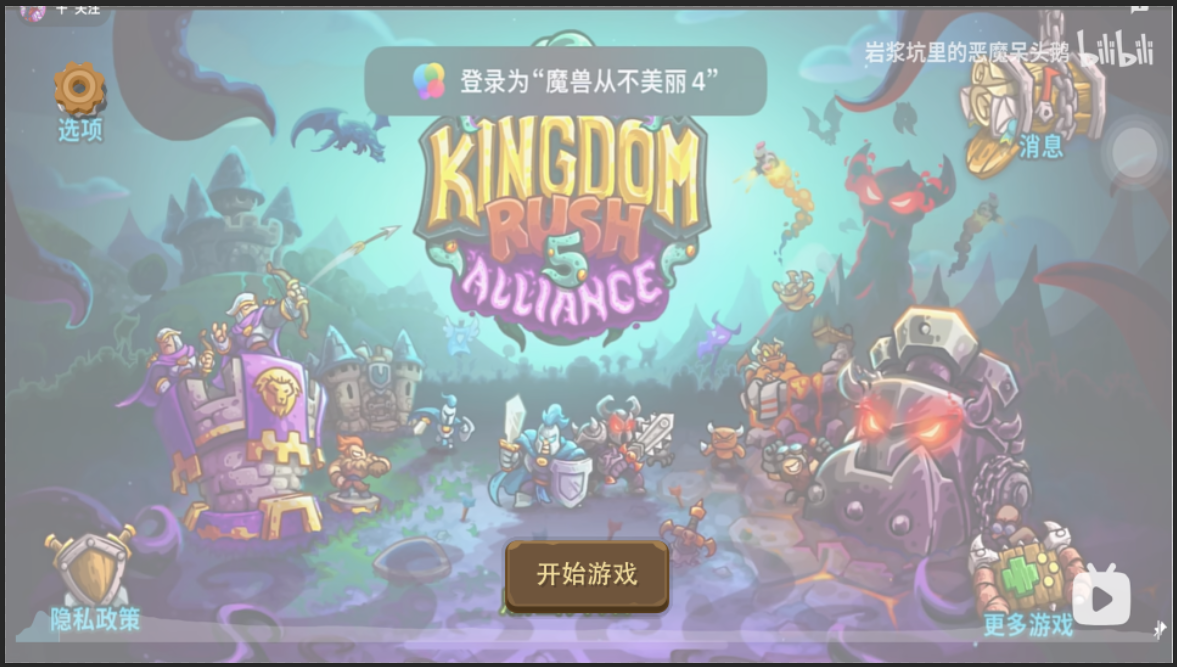 + 关注
岩浆坑里的恶魔呆头鹅 bilibili
登录为“魔兽从不美丽4”
选项
消息
KINGDOM
RUSH
5
ALLIANCE
开始游戏
隐私政策
更多游戏